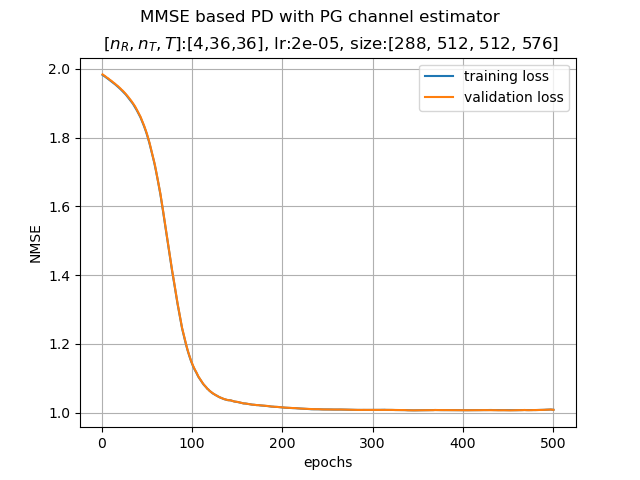 MMSE based PD with PG channel estimator
[n_R, n_T, T]:[4,36,36], lr:2e-05, size:[288, 512, 512, 576]
training loss
validation loss
2.0
1.8
1.6
1.4
1.2
1.0
NMSE
0 100 200 300 400 500
epochs